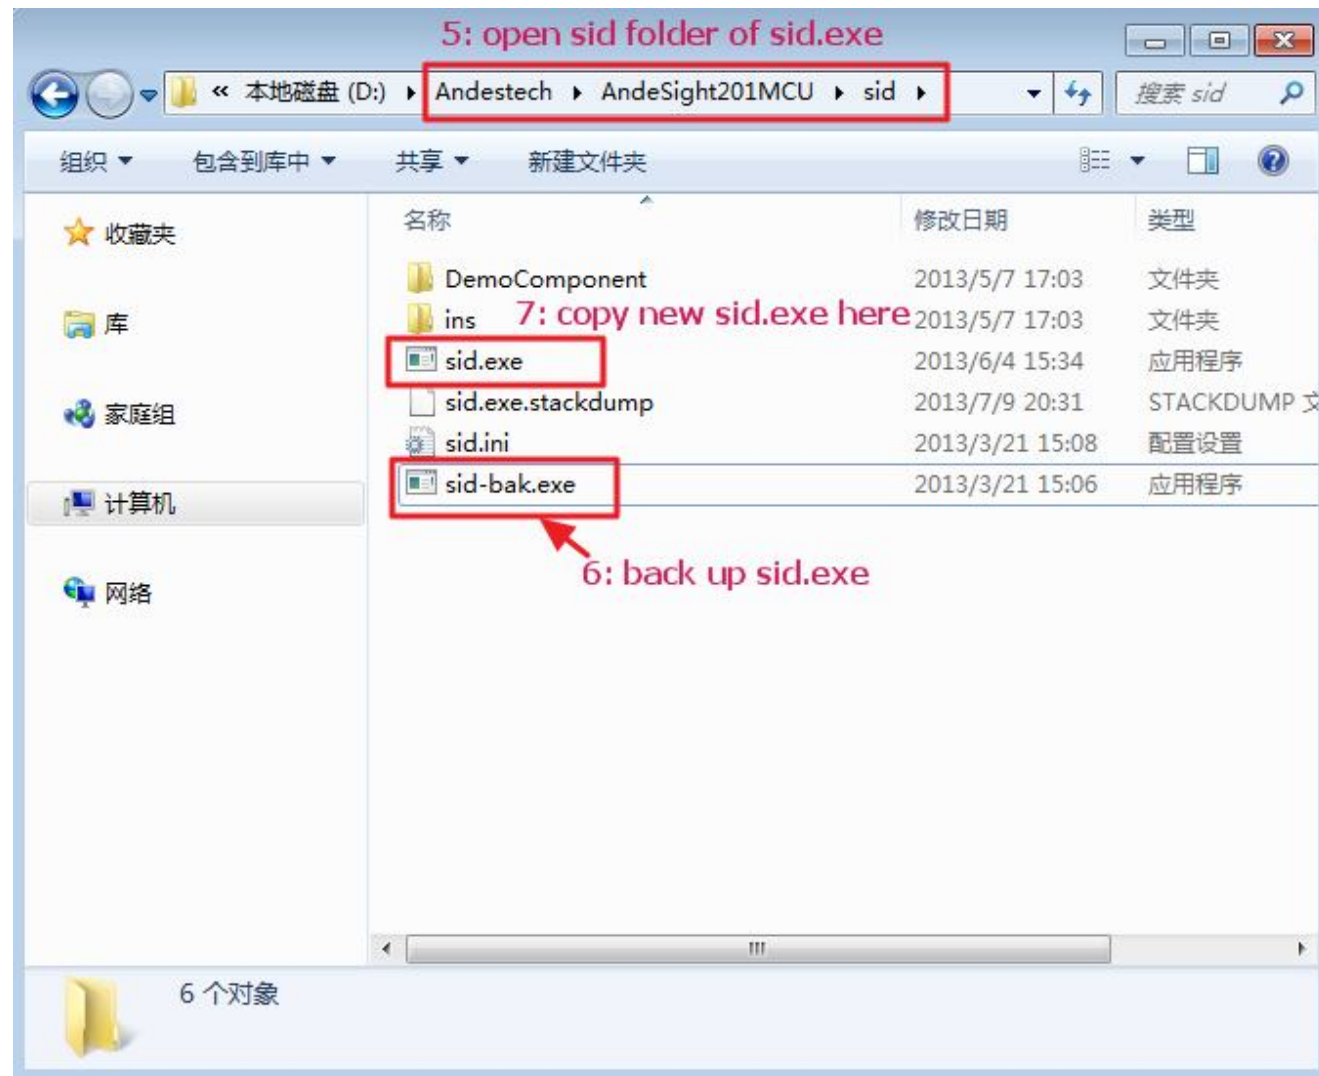 5: open sid folder of sid.exe
« 本地磁盘 (D:) Andestech AndeSight201MCU sid 搜索 sid
组织 包含到库中 共享 新建文件夹
名称 修改日期 类型
收藏夹
DemoComponent 2013/5/7 17:03 文件夹
7: copy new sid.exe here
库
ins 2013/5/7 17:03 文件夹
sid.exe 2013/6/4 15:34 应用程序
家庭组
sid.exe.stackdump 2013/7/9 20:31 STACKDUMP 文
sid.ini 2013/3/21 15:08 配置设置
计算机
sid-bak.exe 2013/3/21 15:06 应用程序
6: back up sid.exe
网络
6 个对象